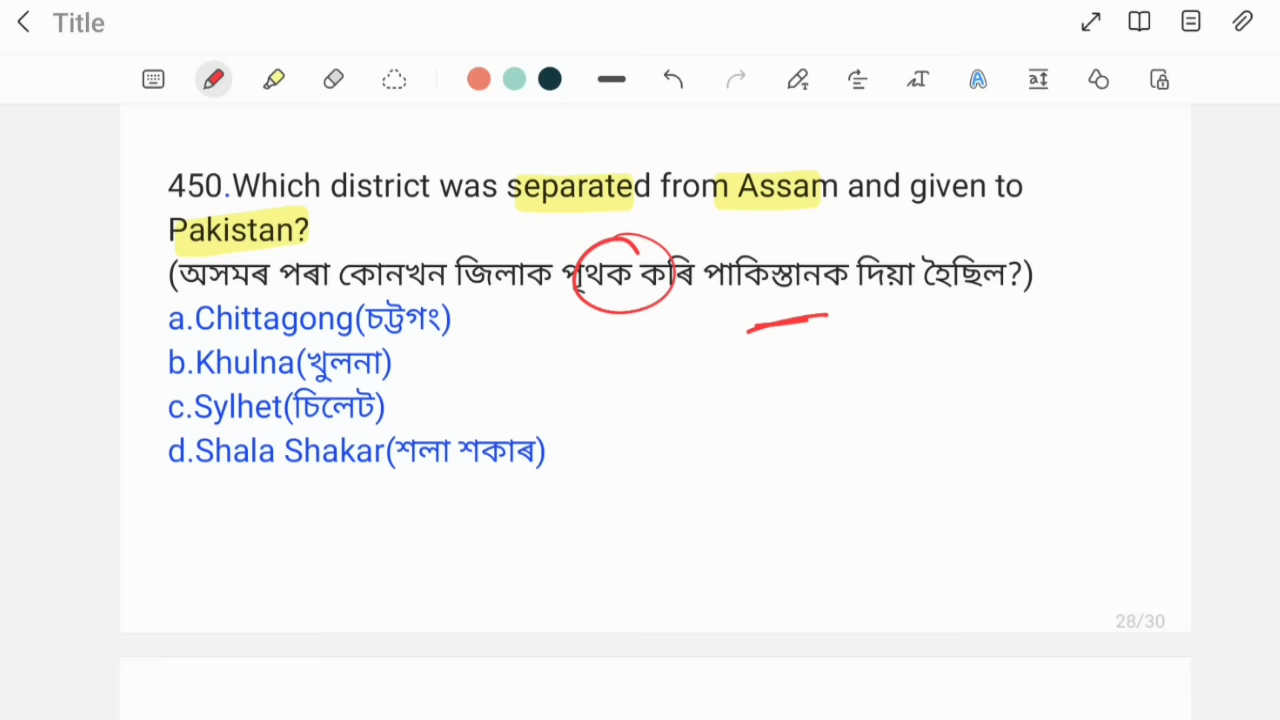 Title
450.Which district was separated from Assam and given to
Pakistan?
(অসমৰ পৰা কোনখন জিলাক পৃথক কৰি পাকিস্তানক দিয়া হৈছিল?)
a.Chittagong(চট্টগং)
b.Khulna(খুলনা)
c.Sylhet(চিলেট)
d.Shala Shakar(শলা শকাৰ)
28/30